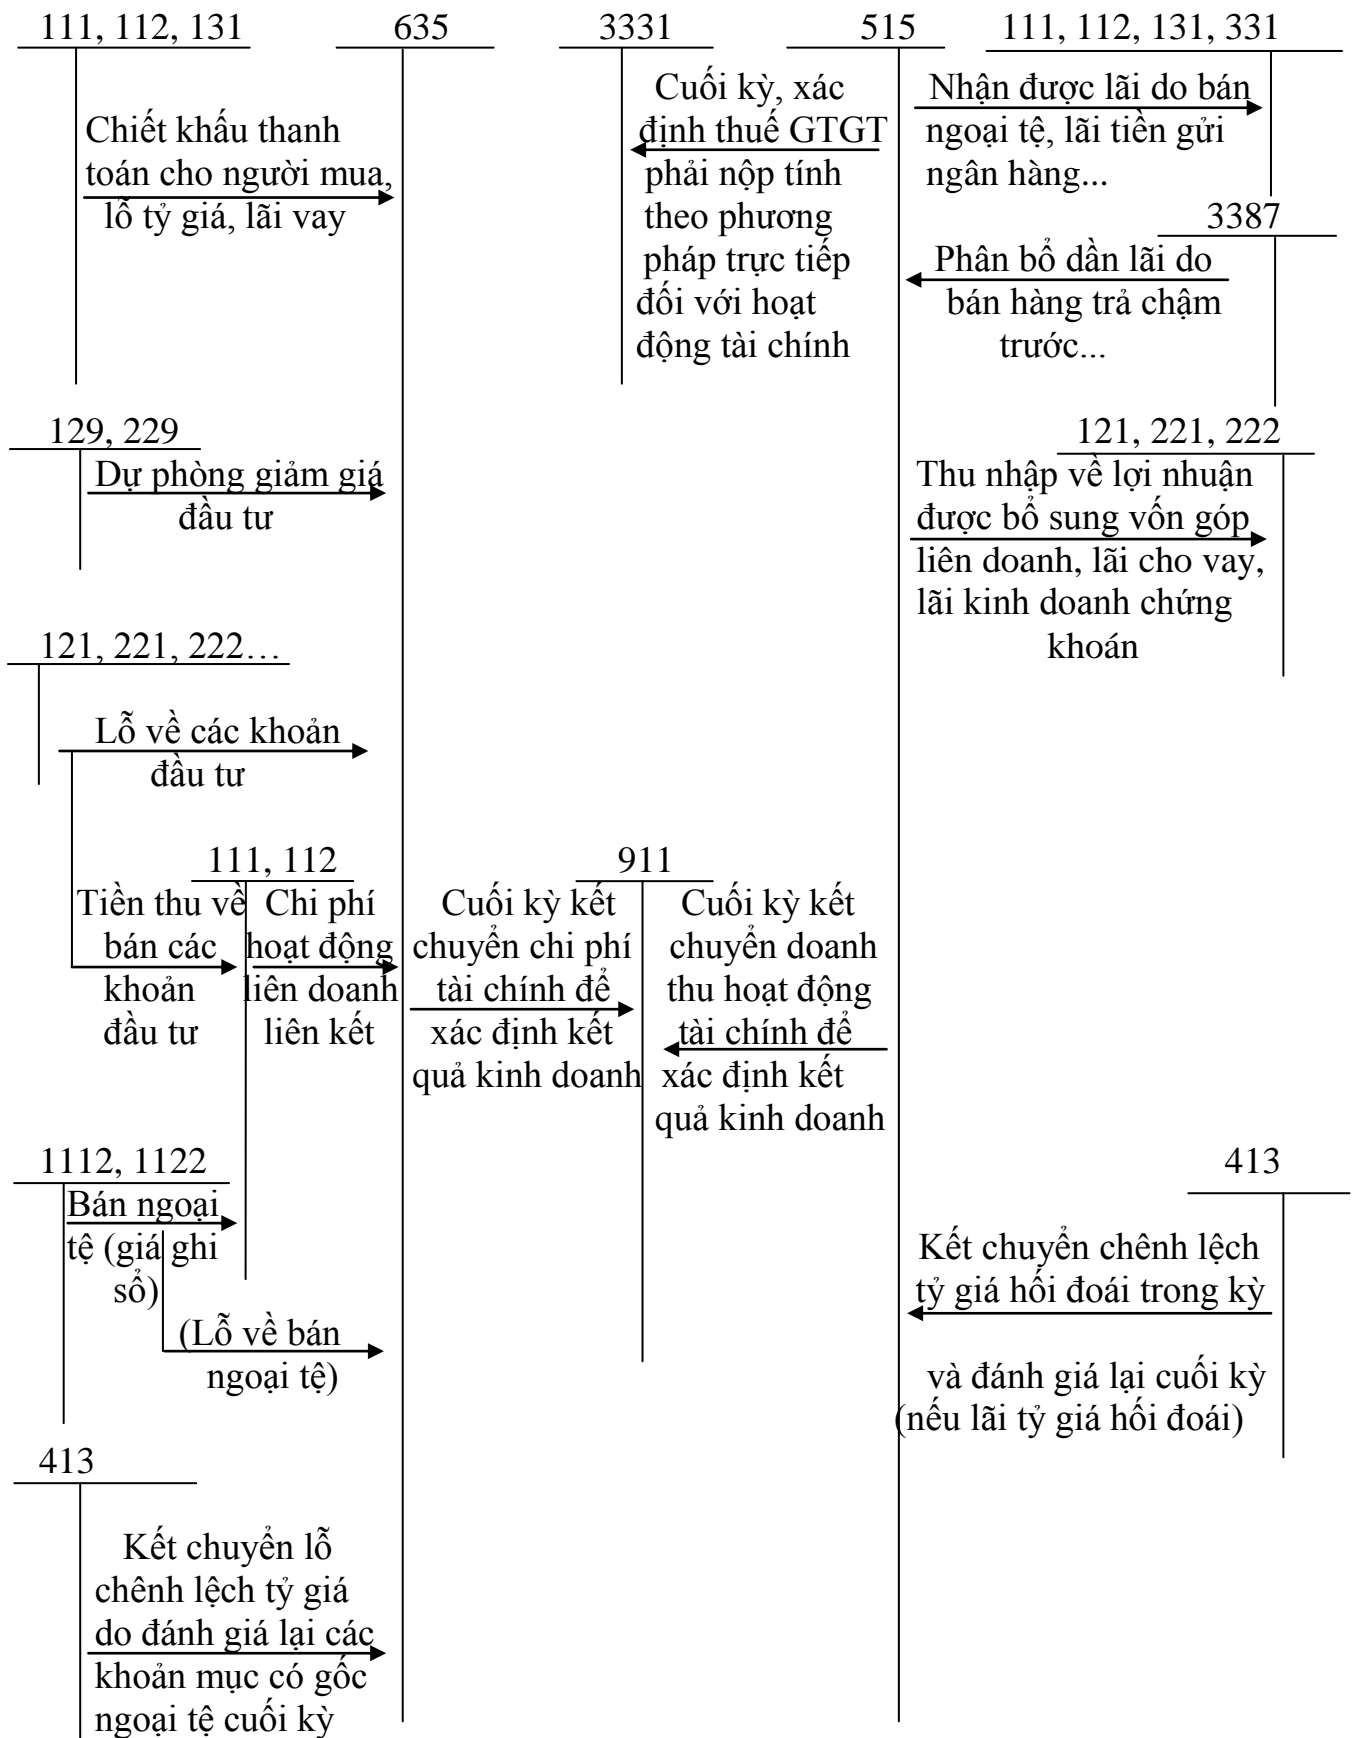 111, 112, 131
635
3331
515
111, 112, 131, 331
Chiết khấu thanh
toán cho người mua,
lỗ tỷ giá, lãi vay
Cuối kỳ, xác
định thuế GTGT
phải nộp tính
theo phương
pháp trực tiếp
đối với hoạt
động tài chính
Nhận được lãi do bán
ngoại tệ, lãi tiền gửi
ngân hàng...
3387
Phân bổ dần lãi do
bán hàng trả chậm
trước...
129, 229
Dự phòng giảm giá
đầu tư
121, 221, 222
Thu nhập về lợi nhuận
được bổ sung vốn góp
liên doanh, lãi cho vay,
lãi kinh doanh chứng
khoán
121, 221, 222…
Lỗ về các khoản
đầu tư
111, 112
911
Tiền thu về
bán các
khoản
đầu tư
Chi phí
hoạt động
liên doanh
liên kết
Cuối kỳ kết
chuyển chi phí
tài chính để
xác định kết
quả kinh doanh
Cuối kỳ kết
chuyển doanh
thu hoạt động
tài chính để
xác định kết
quả kinh doanh
1112, 1122
Bán ngoại
tệ (giá ghi
sổ)
(Lỗ về bán
ngoại tệ)
413
Kết chuyển chênh lệch
tỷ giá hối đoái trong kỳ
và đánh giá lại cuối kỳ
(nếu lãi tỷ giá hối đoái)
413
Kết chuyển lỗ
chênh lệch tỷ giá
do đánh giá lại các
khoản mục có gốc
ngoại tệ cuối kỳ